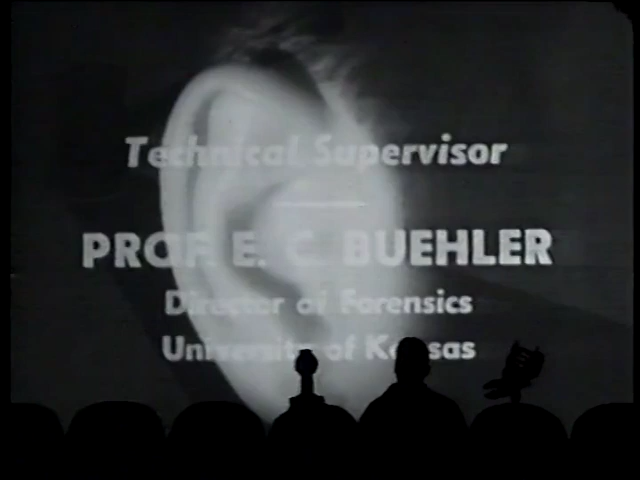 Technical Supervisor
PROF. E. C. BUEHLER
Director of Forensics
University of Kansas